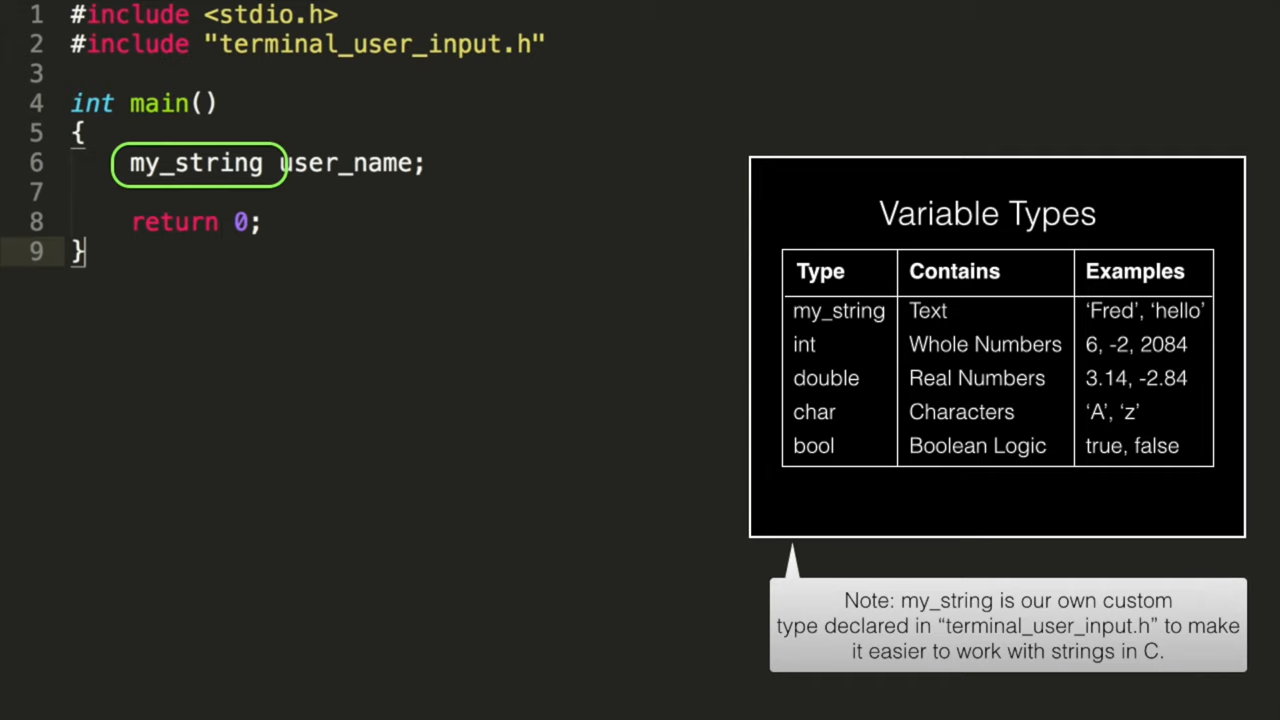 1 #include <stdio.h>
2 #include "terminal_user_input.h"
3
4 int main()
5 {
6 my_string user_name;
7
8 return 0;
9 }
Variable Types
Type Contains Examples
my_string Text ‘Fred’, ‘hello’
int Whole Numbers 6, -2, 2084
double Real Numbers 3.14, -2.84
char Characters ‘A’, ‘z’
bool Boolean Logic true, false
Note: my_string is our own custom
type declared in “terminal_user_input.h” to make
it easier to work with strings in C.